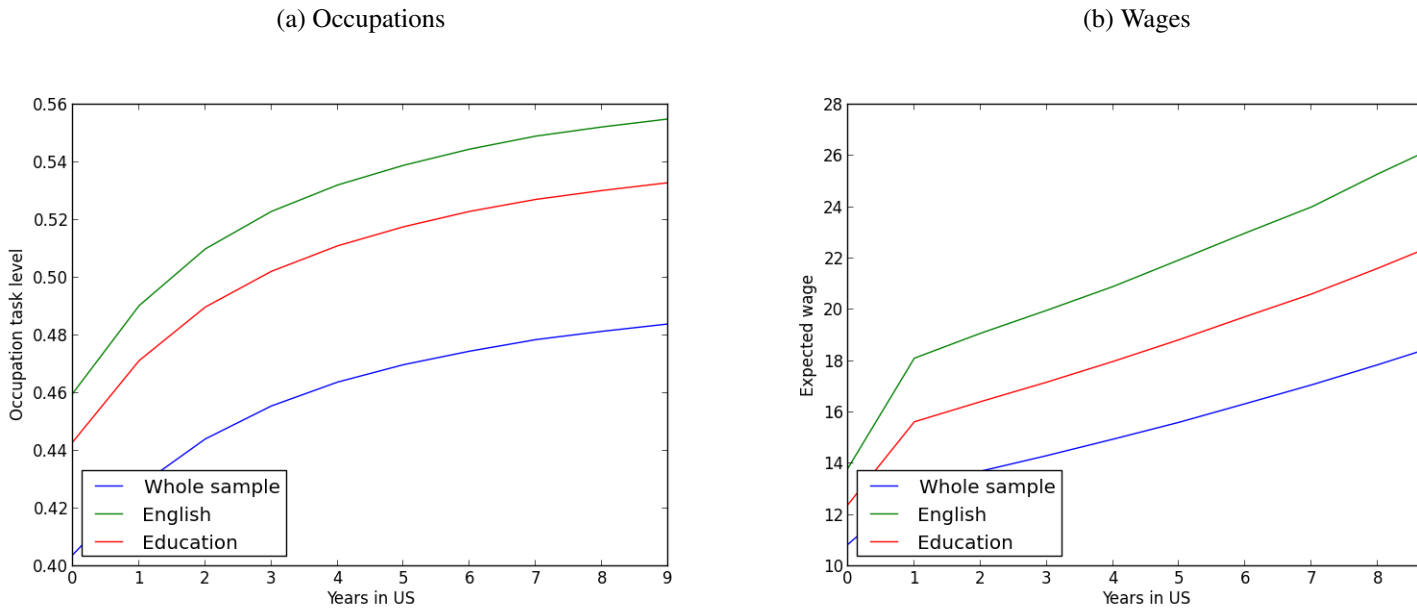 (a) Occupations
0.56
0.54
0.52
0.50
0.48
0.46
0.44
0.42
0.40
Occupation task level
Whole sample
English
Education
0 1 2 3 4 5 6 7 8 9
Years in US
(b) Wages
28
26
24
22
20
18
16
14
12
10
Expected wage
Whole sample
English
Education
0 1 2 3 4 5 6 7 8
Years in US